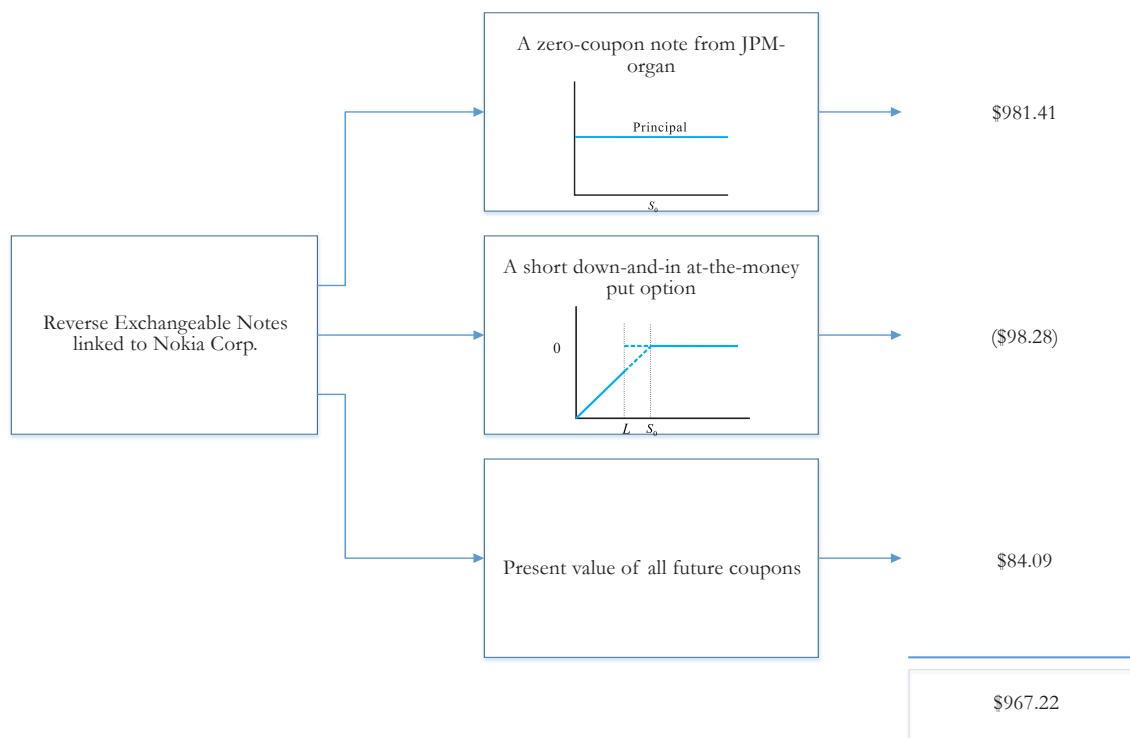 A zero-coupon note from JPM-
organ
Principal
S₀
$981.41
Reverse Exchangeable Notes
linked to Nokia Corp.
A short down-and-in at-the-money
put option
0
L S₀
($98.28)
Present value of all future coupons
$84.09
$967.22